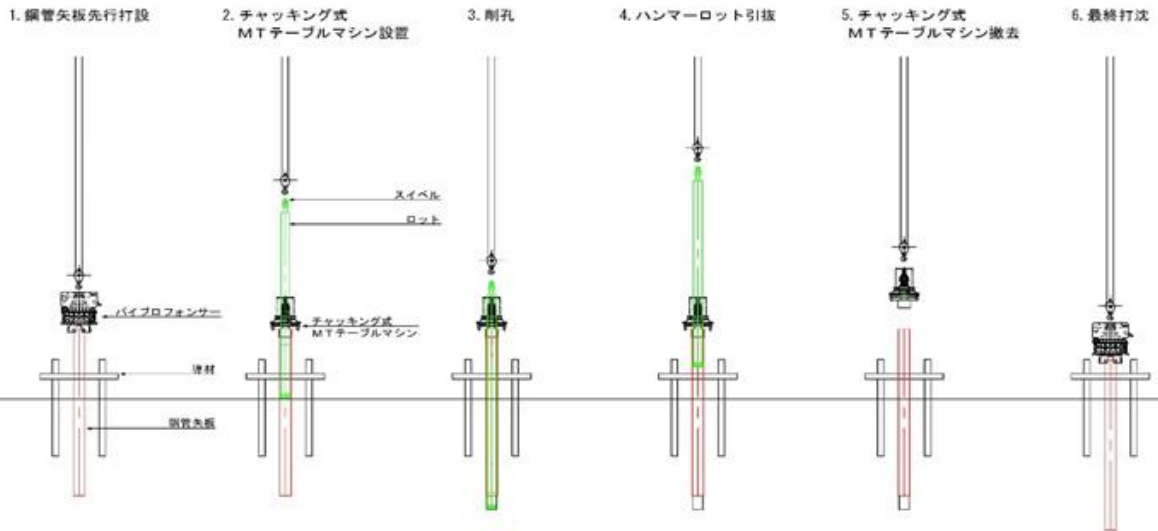 1. 鋼管矢板先行打設
2. チャッキング式
ＭＴテーブルマシン設置
3. 削孔
4. ハンマーロット引抜
5. チャッキング式
ＭＴテーブルマシン撤去
6. 最終打沈
スイベル
ロット
バイブロフォンサー
チャッキング式
ＭＴテーブルマシン
導材
鋼管矢板